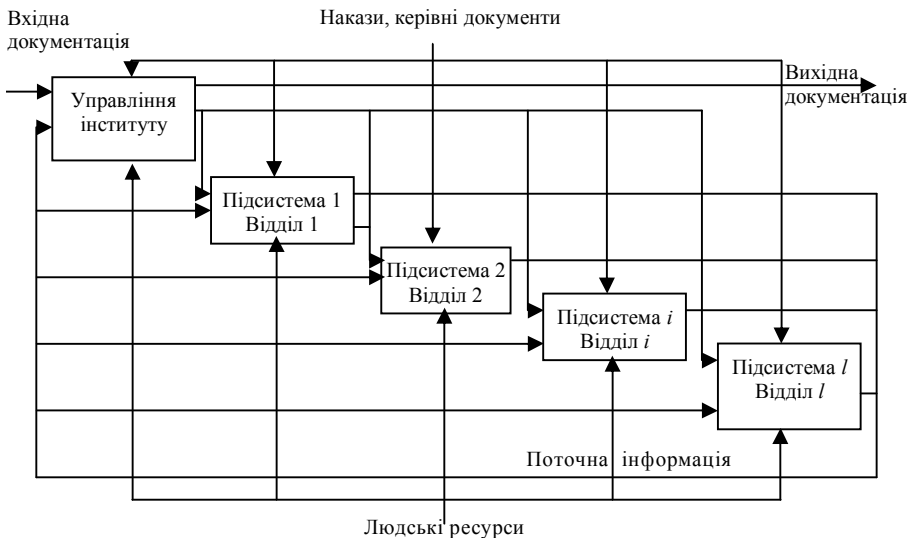 Вхідна
документація
Накази, керівні документи
Управління
інституту
Вихідна
документація
Підсистема 1
Відділ 1
Підсистема 2
Відділ 2
Підсистема i
Відділ i
Підсистема l
Відділ l
Поточна інформація
Людські ресурси